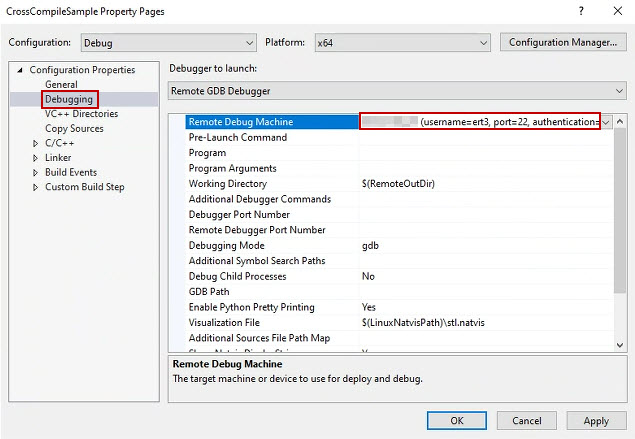 CrossCompileSample Property Pages
Configuration: Debug Platform: x64 Configuration Manager...
Configuration Properties
General
Debugging
VC++ Directories
Copy Sources
C/C++
Linker
Build Events
Custom Build Step
Debugger to launch:
Remote GDB Debugger
Remote Debug Machine (username=ert3, port=22, authentication=
Pre-Launch Command
Program
Program Arguments
Working Directory $(RemoteOutDir)
Additional Debugger Commands
Debugger Port Number
Remote Debugger Port Number
Debugging Mode gdb
Additional Symbol Search Paths
Debug Child Processes No
GDB Path
Enable Python Pretty Printing Yes
Visualization File $(LinuxNatvisPath)\stl.natvis
Additional Sources File Path Map
Remote Debug Machine
The target machine or device to use for deploy and debug.
OK Cancel Apply